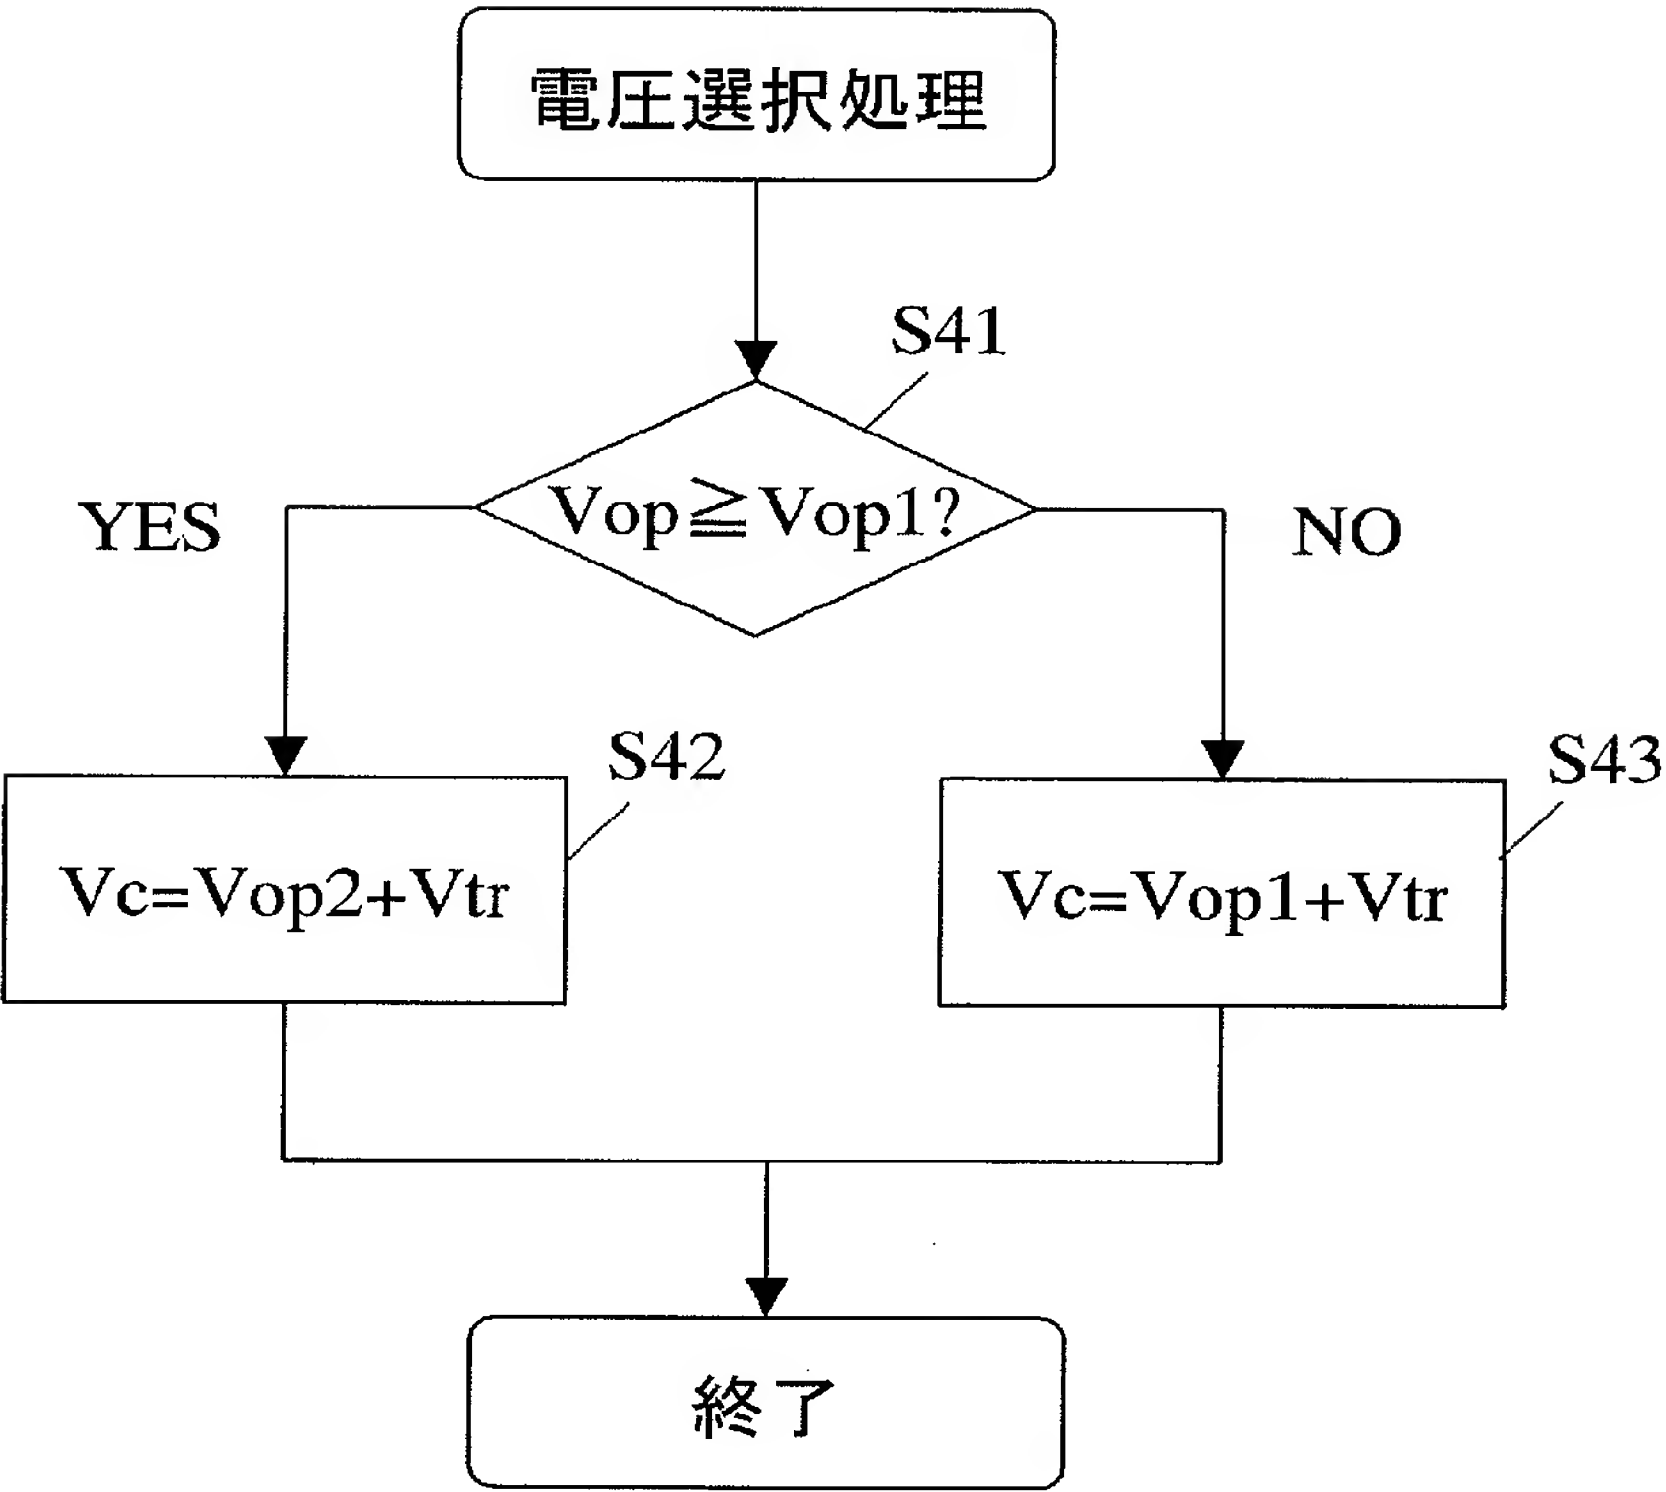 電圧選択処理
S41
Vop≧Vop1?
YES
NO
S42
S43
Vc=Vop2+Vtr
Vc=Vop1+Vtr
終了